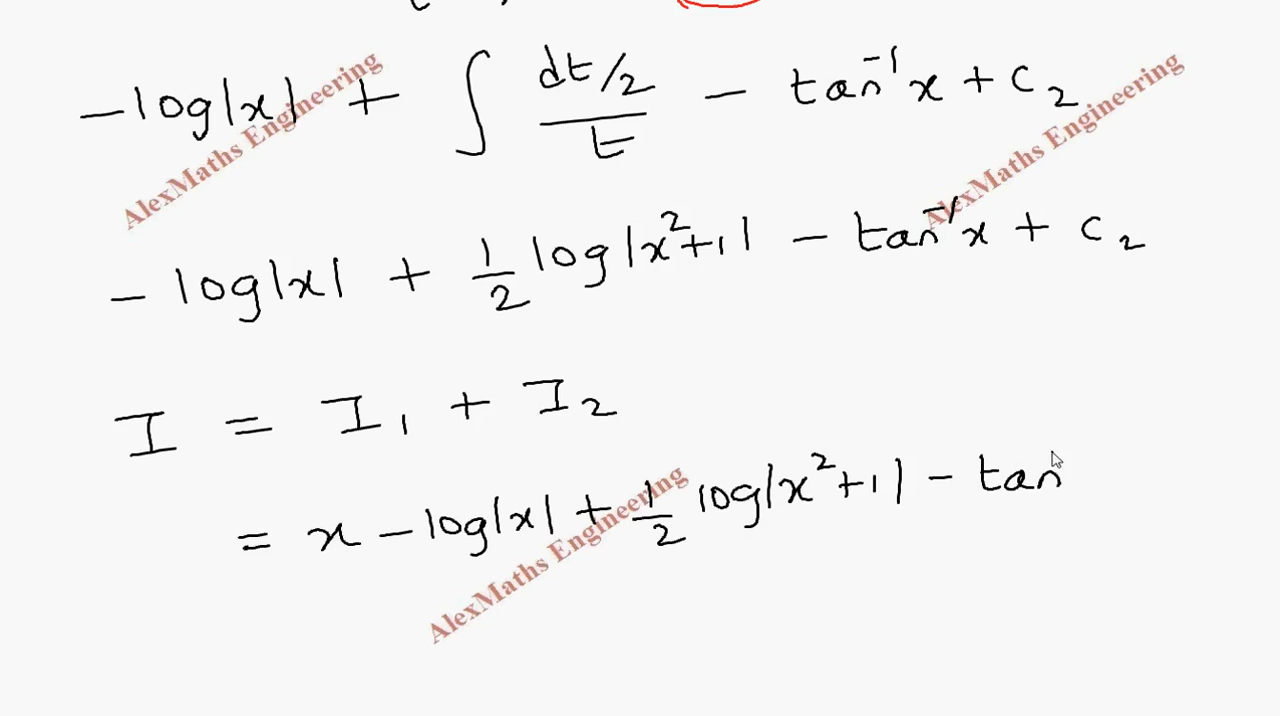 -log|x| + ∫ dt/2 / t - tan⁻¹x + c₂
- log|x| + 1/2 log|x²+1| - tan⁻¹x + c₂
I = I₁ + I₂
= x - log|x| + 1/2 log|x²+1| - tan
AlexMaths Engineering
AlexMaths Engineering
AlexMaths Engineering